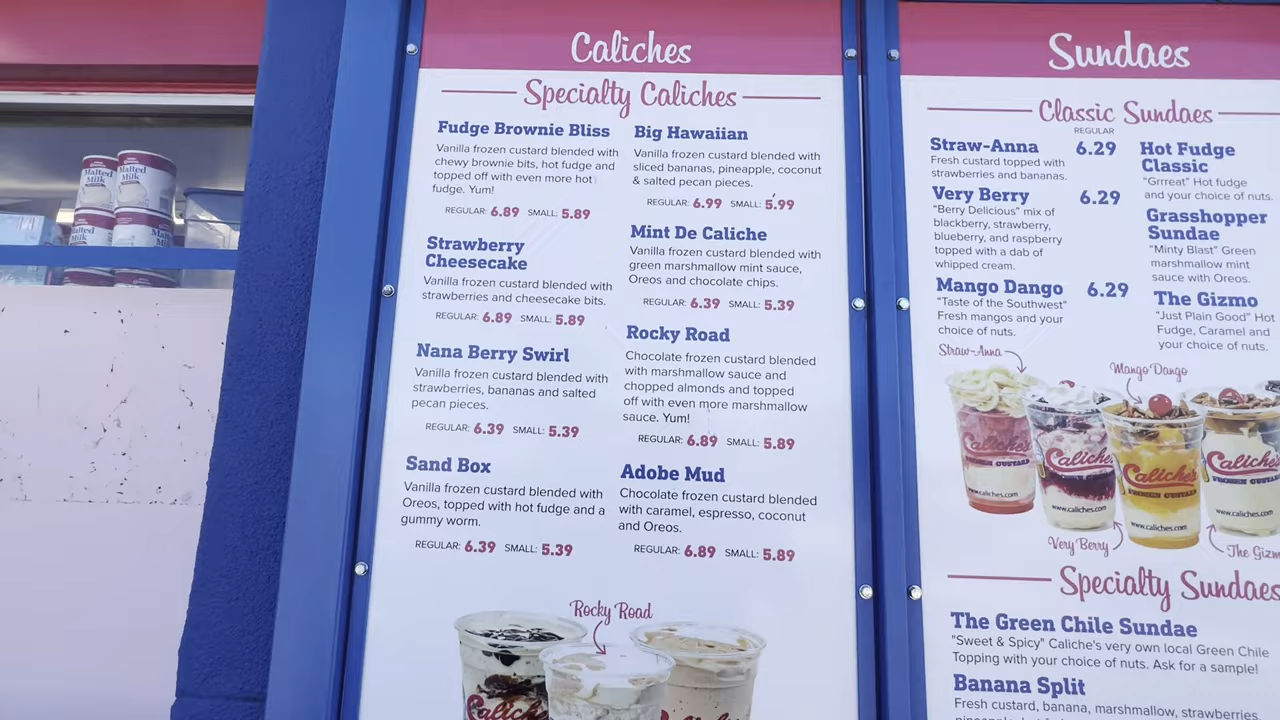 Malted
Milk
Malted
Milk
Caliches
Specialty Caliches
Fudge Brownie Bliss
Vanilla frozen custard blended with
chewy brownie bits, hot fudge and
topped off with even more hot
fudge. Yum!
REGULAR: 6.89 SMALL: 5.89
Strawberry
Cheesecake
Vanilla frozen custard blended with
strawberries and cheesecake bits.
REGULAR: 6.89 SMALL: 5.89
Nana Berry Swirl
Vanilla frozen custard blended with
strawberries, bananas and salted
pecan pieces.
REGULAR: 6.39 SMALL: 5.39
Sand Box
Vanilla frozen custard blended with
Oreos, topped with hot fudge and a
gummy worm.
REGULAR: 6.39 SMALL: 5.39
Big Hawaiian
Vanilla frozen custard blended with
sliced bananas, pineapple, coconut
& salted pecan pieces.
REGULAR: 6.99 SMALL: 5.99
Mint De Caliche
Vanilla frozen custard blended with
green marshmallow mint sauce,
Oreos and chocolate chips.
REGULAR: 6.39 SMALL: 5.39
Rocky Road
Chocolate frozen custard blended
with marshmallow sauce and
chopped almonds and topped
off with even more marshmallow
sauce. Yum!
REGULAR: 6.89 SMALL: 5.89
Adobe Mud
Chocolate frozen custard blended
with caramel, espresso, coconut
and Oreos.
REGULAR: 6.89 SMALL: 5.89
Rocky Road
Sundaes
Classic Sundaes
REGULAR
Straw-Anna 6.29
Fresh custard topped with
strawberries and bananas.
Very Berry 6.29
"Berry Delicious" mix of
blackberry, strawberry,
blueberry, and raspberry
topped with a dab of
whipped cream.
Mango Dango 6.29
"Taste of the Southwest"
Fresh mangos and your
choice of nuts.
Hot Fudge
Classic
"Grrreat" Hot fudge
and your choice of nuts.
Grasshopper
Sundae
"Minty Blast" Green
marshmallow mint
sauce with Oreos.
The Gizmo
"Just Plain Good" Hot
Fudge, Caramel and
your choice of nuts.
Straw-Anna
Mango Dango
Caliche's
FROZEN CUSTARD
www.caliches.com
Very Berry
The Gizm
Specialty Sundaes
The Green Chile Sundae
"Sweet & Spicy" Caliche's very own local Green Chile
Topping with your choice of nuts. Ask for a sample!
Banana Split
Fresh custard, banana, marshmallow, strawberries,